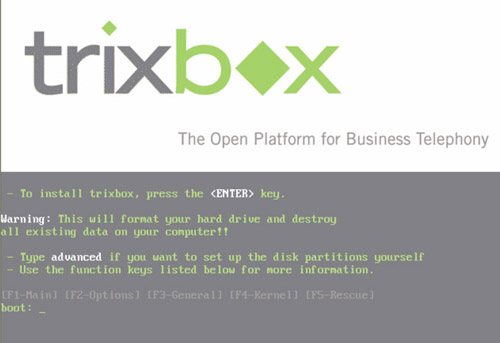 trixbox
The Open Platform for Business Telephony
- To install trixbox, press the <ENTER> key.
Warning: This will format your hard drive and destroy
all existing data on your computer!!
- Type advanced if you want to set up the disk partitions yourself
- Use the function keys listed below for more information.
[F1-Main] [F2-Options] [F3-General] [F4-Kernel] [F5-Rescue]
boot: _